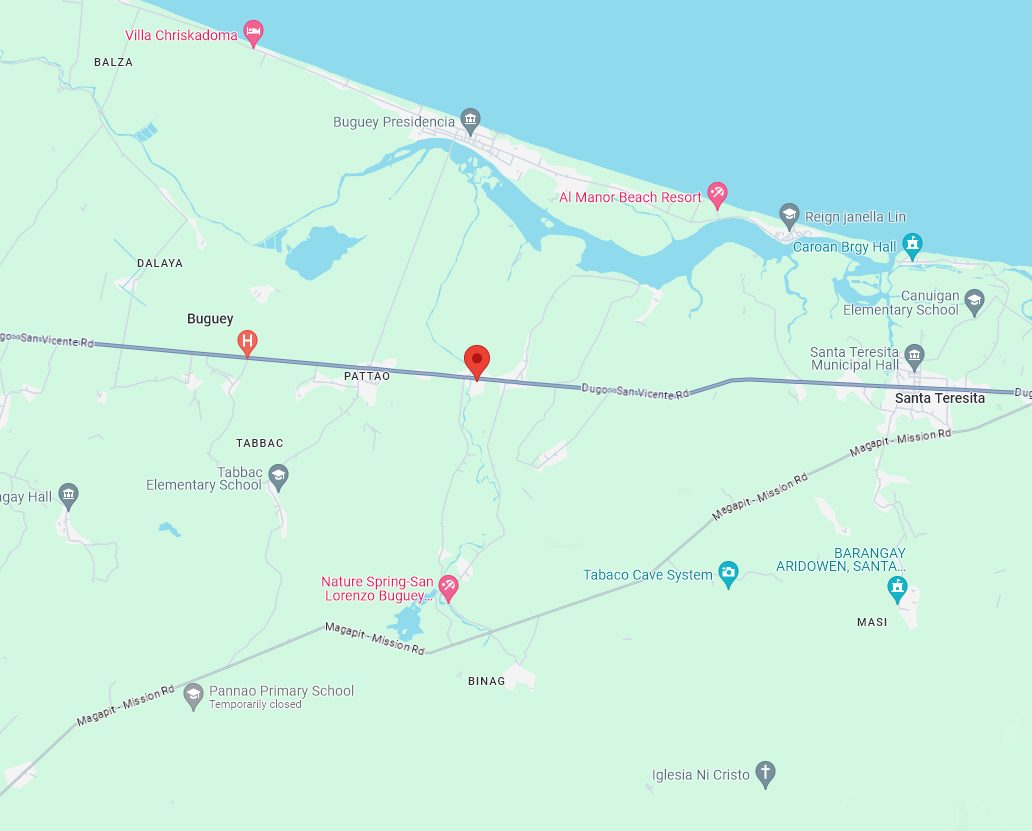 Villa Chriskadoma
BALZA
Buguey Presidencia
Al Manor Beach Resort
Reign janella Lin
Caroan Brgy Hall
DALAYA
Canuigan
Elementary School
Buguey
H
go - San-Vicente Rd
Santa Teresita
Municipal Hall
PATTAO
Dugo - San-Vicente Rd
Dug
Santa Teresita
TABBAC
Magapit - Mission Rd
Tabbac
Elementary School
ngay Hall
Magapit - Mission Rd
BARANGAY
ARIDOWEN, SANTA...
Tabaco Cave System
Nature Spring-San
Lorenzo Buguey...
MASI
Magapit - Mission Rd
BINAG
Pannao Primary School
Temporarily closed
Magapit - Mission Rd
Iglesia Ni Cristo